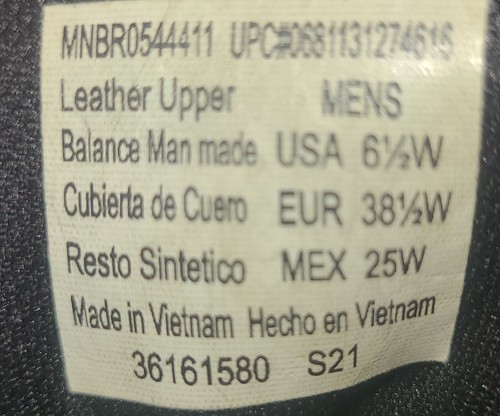 MNBR0544411 UPC#0681131274616
Leather Upper MENS
Balance Man made USA 6½W
Cubierta de Cuero EUR 38½W
Resto Sintetico MEX 25W
Made in Vietnam Hecho en Vietnam
36161580 S21